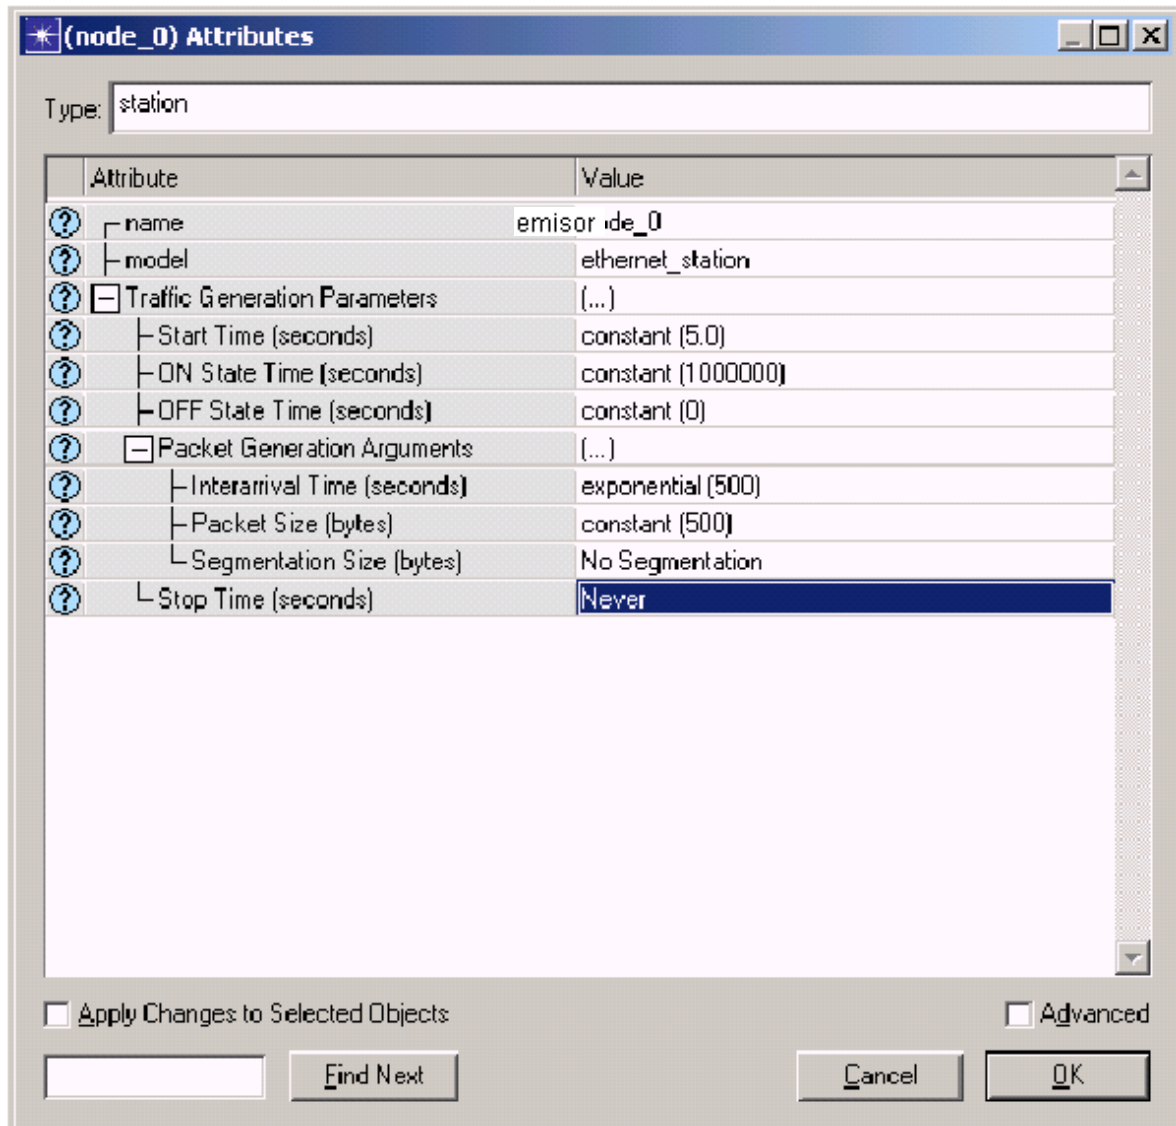 (node_0) Attributes
Type: station
Attribute Value
name emisor de_0
model ethernet_station
Traffic Generation Parameters (...)
Start Time (seconds) constant (5.0)
ON State Time (seconds) constant (1000000)
OFF State Time (seconds) constant (0)
Packet Generation Arguments (...)
Interarrival Time (seconds) exponential (500)
Packet Size (bytes) constant (500)
Segmentation Size (bytes) No Segmentation
Stop Time (seconds) Never
Apply Changes to Selected Objects Advanced
Find Next Cancel OK